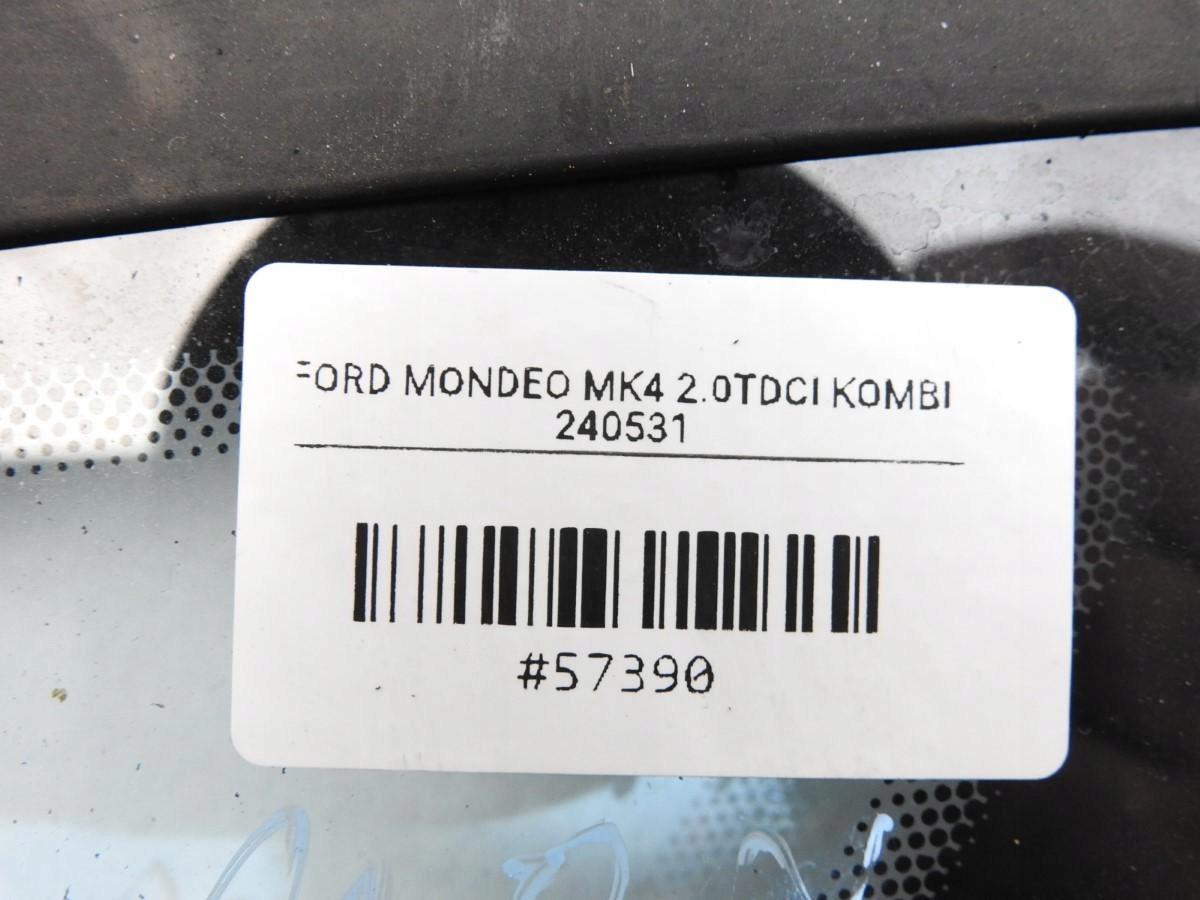 FORD MONDEO MK4 2.0TDCI KOMBI
240531
#57390